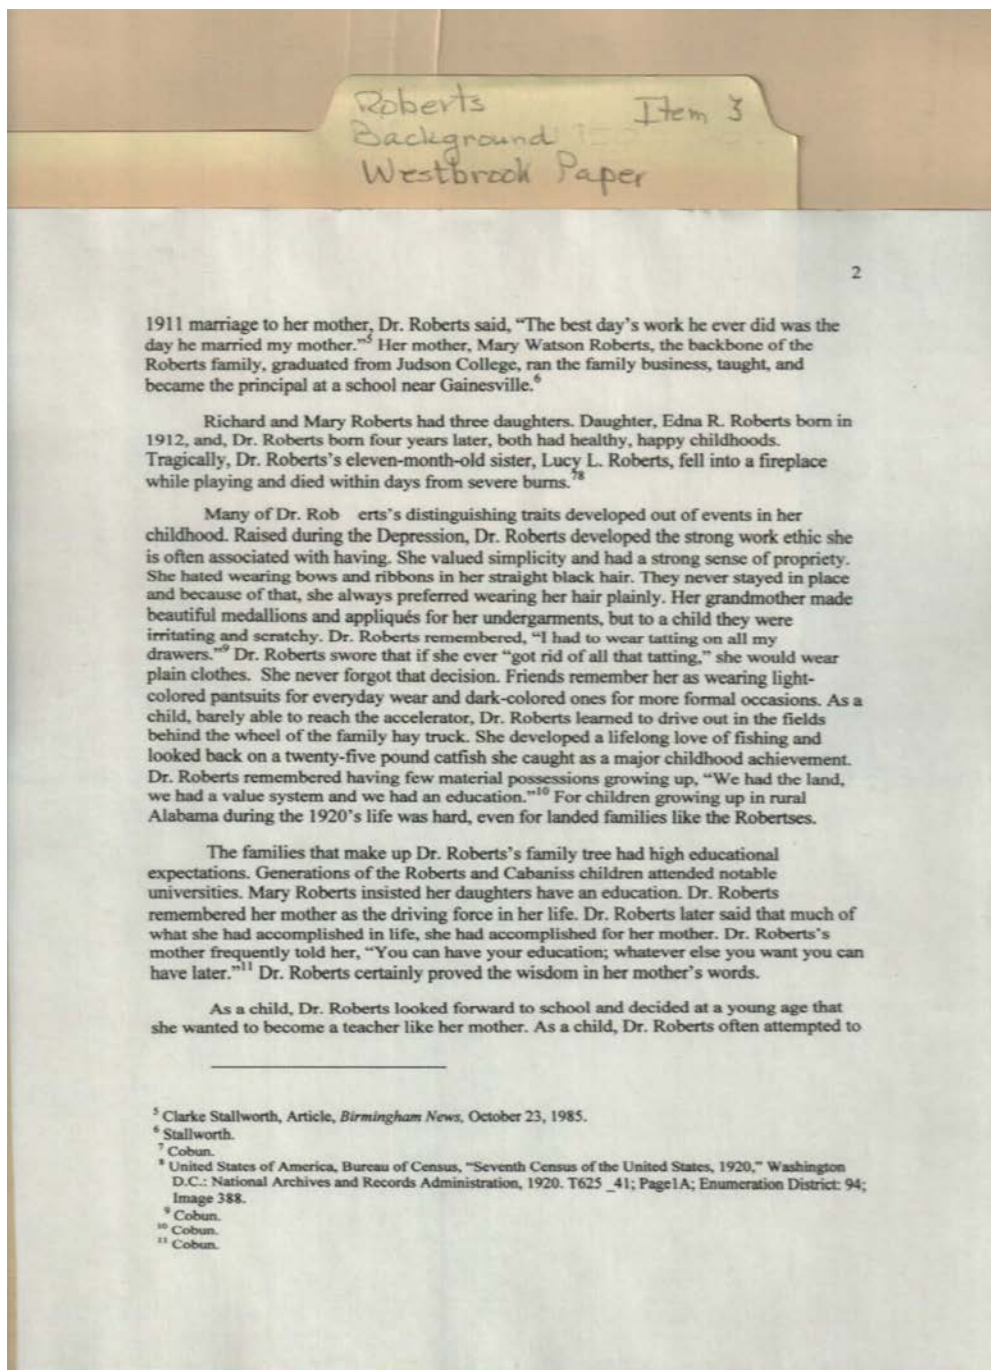 Roberts Item 3
Background
Westbrook Paper
2
1911 marriage to her mother, Dr. Roberts said, “The best day’s work he ever did was the
day he married my mother.”⁵ Her mother, Mary Watson Roberts, the backbone of the
Roberts family, graduated from Judson College, ran the family business, taught, and
became the principal at a school near Gainesville.⁶
Richard and Mary Roberts had three daughters. Daughter, Edna R. Roberts born in
1912, and, Dr. Roberts born four years later, both had healthy, happy childhoods.
Tragically, Dr. Roberts’s eleven-month-old sister, Lucy L. Roberts, fell into a fireplace
while playing and died within days from severe burns.⁷⁸
Many of Dr. Rob erts’s distinguishing traits developed out of events in her
childhood. Raised during the Depression, Dr. Roberts developed the strong work ethic she
is often associated with having. She valued simplicity and had a strong sense of propriety.
She hated wearing bows and ribbons in her straight black hair. They never stayed in place
and because of that, she always preferred wearing her hair plainly. Her grandmother made
beautiful medallions and appliqués for her undergarments, but to a child they were
irritating and scratchy. Dr. Roberts remembered, “I had to wear tatting on all my
drawers.”⁹ Dr. Roberts swore that if she ever “got rid of all that tatting,” she would wear
plain clothes. She never forgot that decision. Friends remember her as wearing light-
colored pantsuits for everyday wear and dark-colored ones for more formal occasions. As a
child, barely able to reach the accelerator, Dr. Roberts learned to drive out in the fields
behind the wheel of the family hay truck. She developed a lifelong love of fishing and
looked back on a twenty-five pound catfish she caught as a major childhood achievement.
Dr. Roberts remembered having few material possessions growing up, “We had the land,
we had a value system and we had an education.”¹⁰ For children growing up in rural
Alabama during the 1920’s life was hard, even for landed families like the Robertses.
The families that make up Dr. Roberts’s family tree had high educational
expectations. Generations of the Roberts and Cabaniss children attended notable
universities. Mary Roberts insisted her daughters have an education. Dr. Roberts
remembered her mother as the driving force in her life. Dr. Roberts later said that much of
what she had accomplished in life, she had accomplished for her mother. Dr. Roberts’s
mother frequently told her, “You can have your education; whatever else you want you can
have later.”¹¹ Dr. Roberts certainly proved the wisdom in her mother’s words.
As a child, Dr. Roberts looked forward to school and decided at a young age that
she wanted to become a teacher like her mother. As a child, Dr. Roberts often attempted to
⁵ Clarke Stallworth, Article, Birmingham News, October 23, 1985.
⁶ Stallworth.
⁷ Cobun.
⁸ United States of America, Bureau of Census, “Seventh Census of the United States, 1920,” Washington
D.C.: National Archives and Records Administration, 1920. T625 _41; Page1A; Enumeration District: 94;
Image 388.
⁹ Cobun.
¹⁰ Cobun.
¹¹ Cobun.